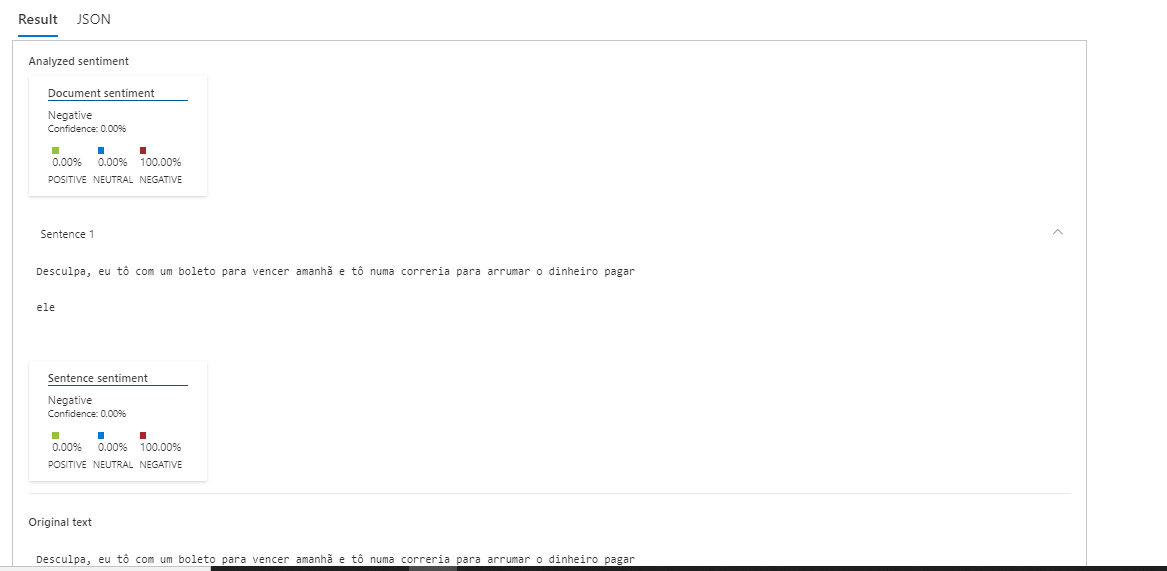 Result JSON
Analyzed sentiment
Document sentiment
Negative
Confidence: 0.00%
0.00% 0.00% 100.00%
POSITIVE NEUTRAL NEGATIVE
Sentence 1
Desculpa, eu tô com um boleto para vencer amanhã e tô numa correria para arrumar o dinheiro pagar
ele
Sentence sentiment
Negative
Confidence: 0.00%
0.00% 0.00% 100.00%
POSITIVE NEUTRAL NEGATIVE
Original text
Desculpa, eu tô com um boleto para vencer amanhã e tô numa correria para arrumar o dinheiro pagar